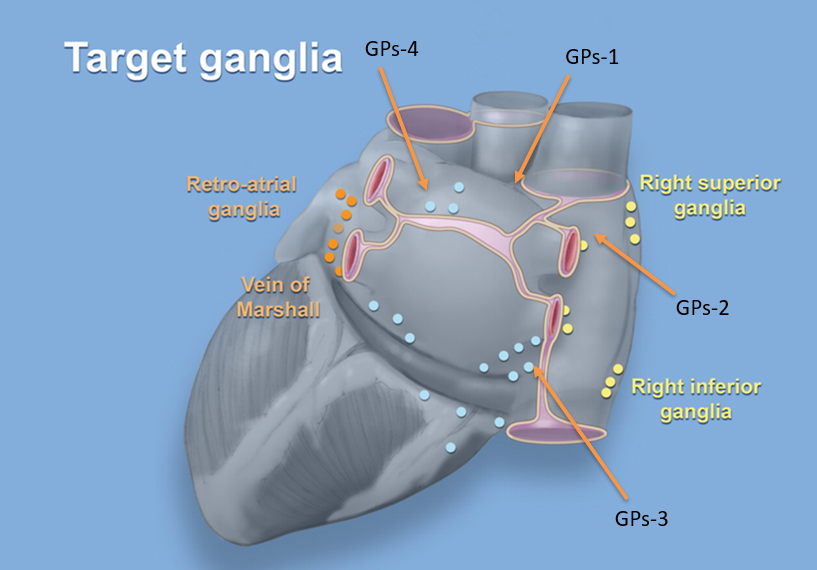 Target ganglia
GPs-4
GPs-1
Retro-atrial
ganglia
Right superior
ganglia
Vein of
Marshall
GPs-2
Right inferior
ganglia
GPs-3